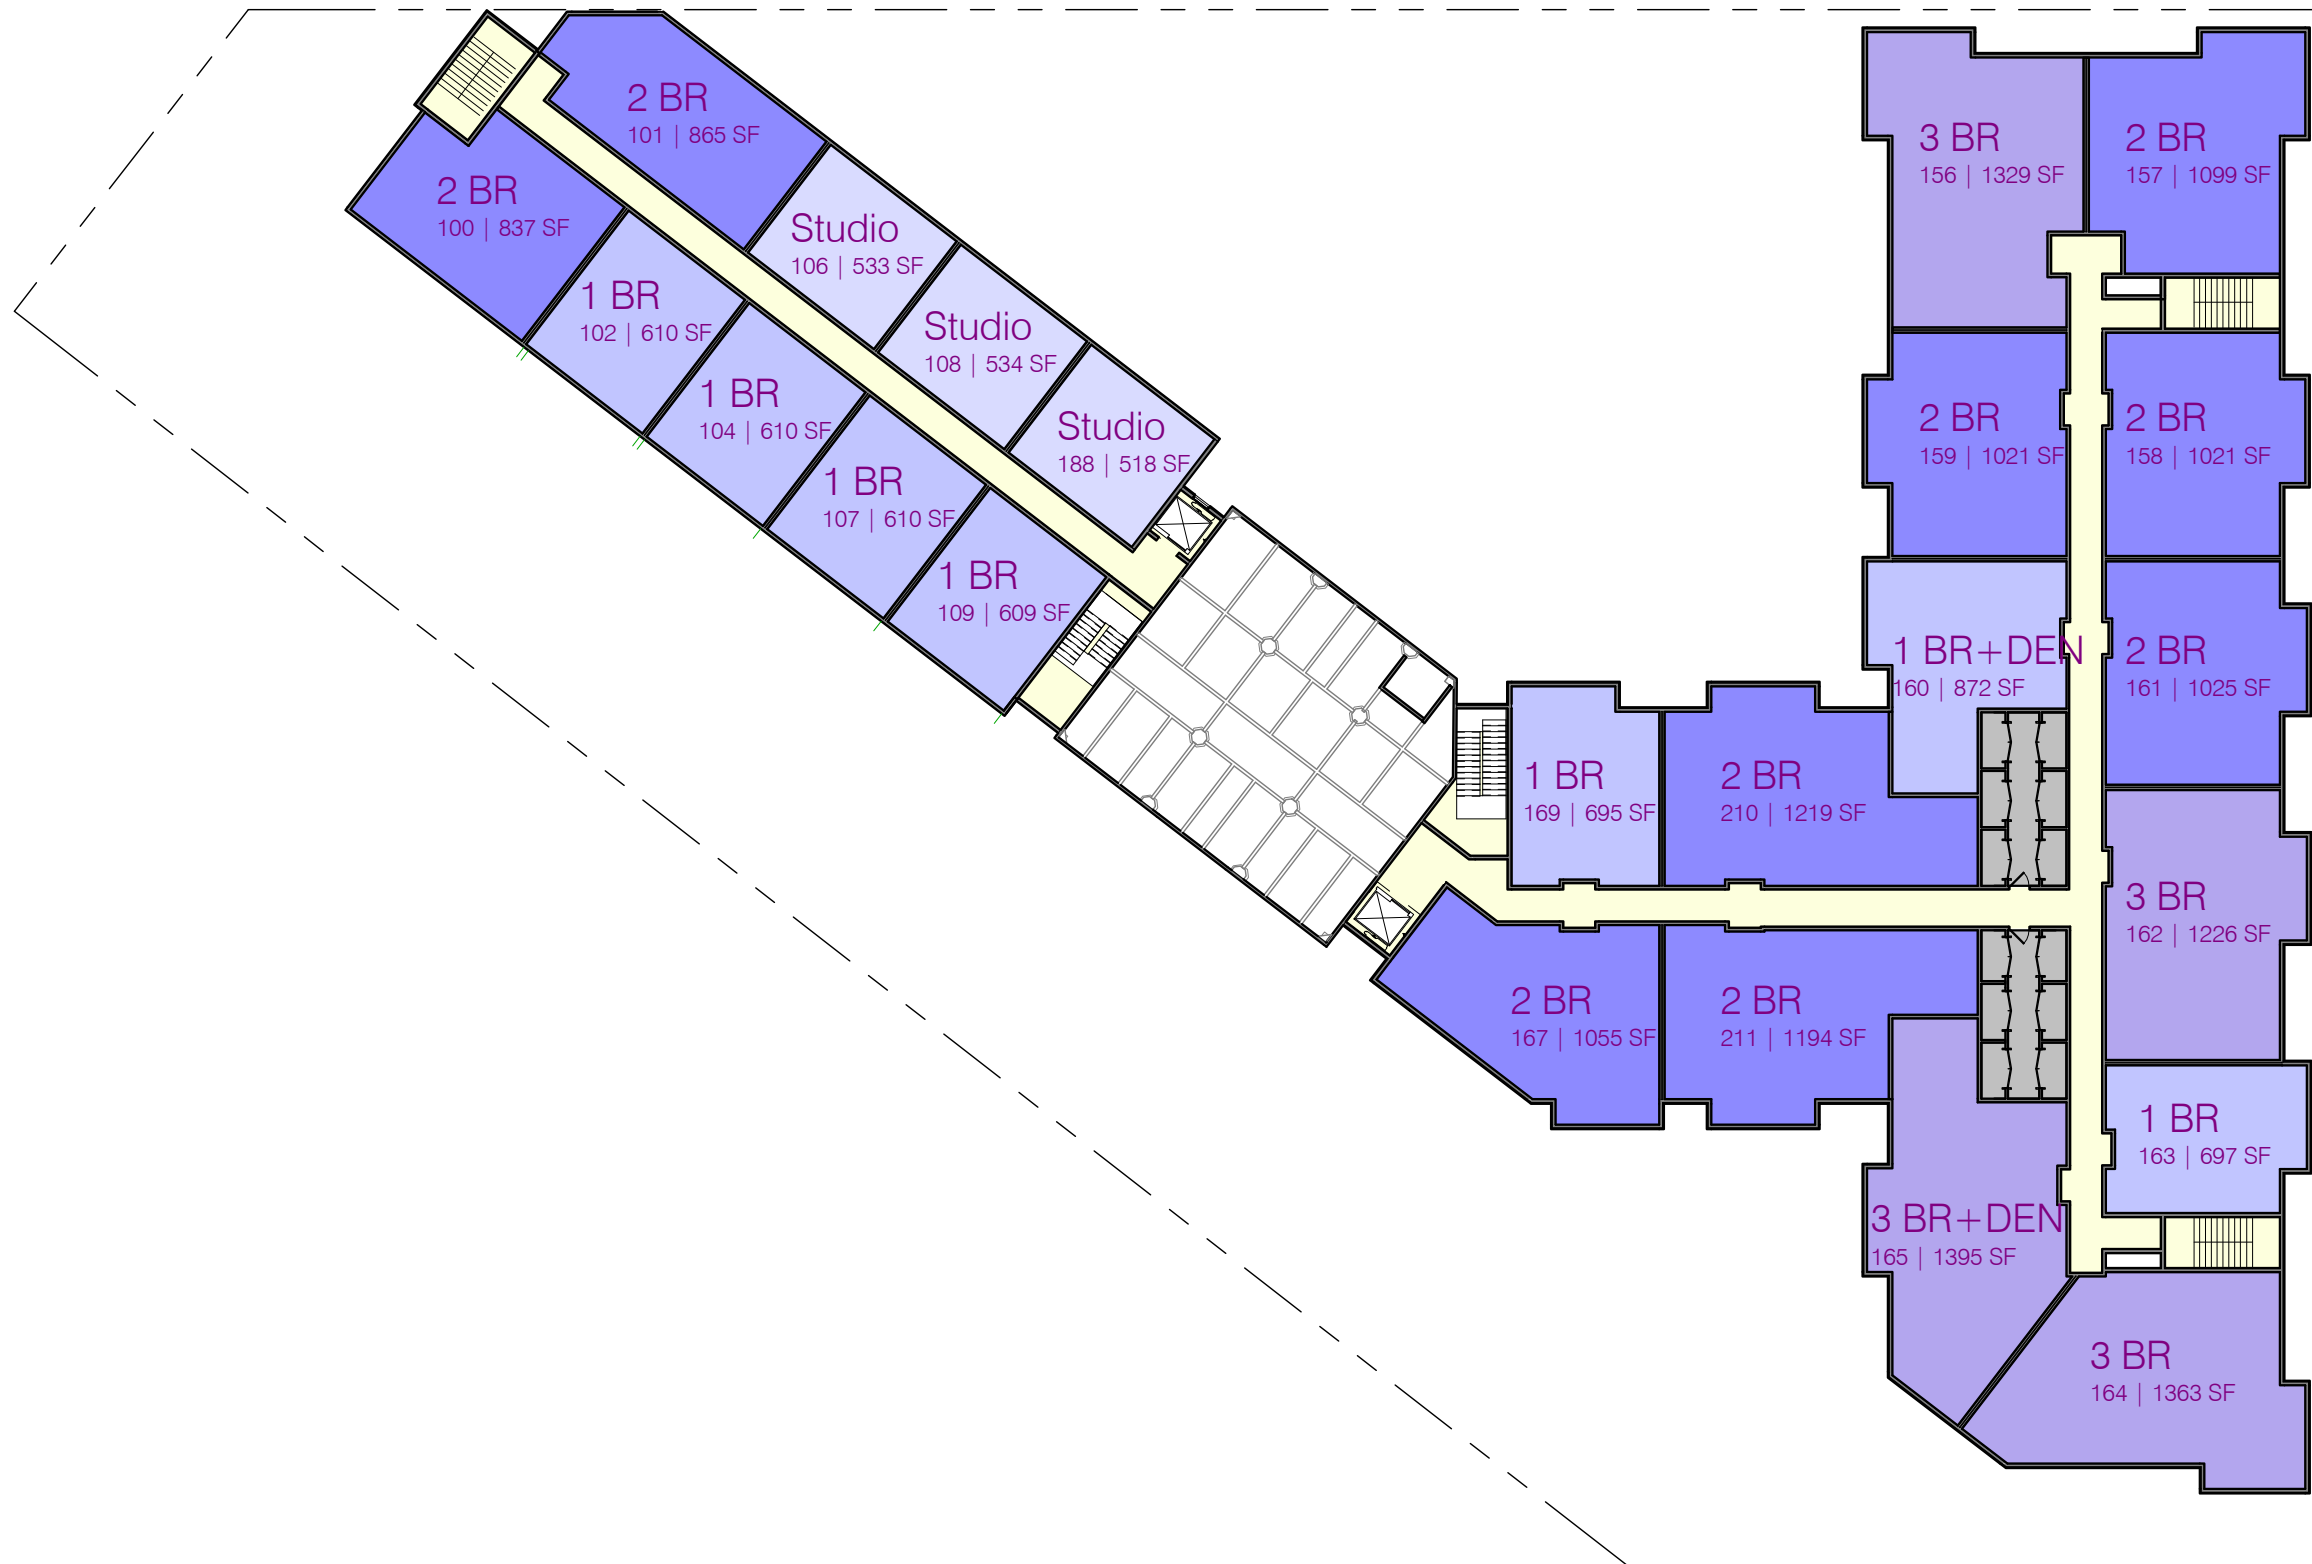 2 BR
101 | 865 SF
2 BR
100 | 837 SF
Studio
106 | 533 SF
1 BR
102 | 610 SF
Studio
108 | 534 SF
1 BR
104 | 610 SF
Studio
188 | 518 SF
1 BR
107 | 610 SF
1 BR
109 | 609 SF
3 BR
156 | 1329 SF
2 BR
157 | 1099 SF
2 BR
159 | 1021 SF
2 BR
158 | 1021 SF
1 BR+DEN
160 | 872 SF
2 BR
161 | 1025 SF
1 BR
169 | 695 SF
2 BR
210 | 1219 SF
3 BR
162 | 1226 SF
2 BR
167 | 1055 SF
2 BR
211 | 1194 SF
1 BR
163 | 697 SF
3 BR+DEN
165 | 1395 SF
3 BR
164 | 1363 SF